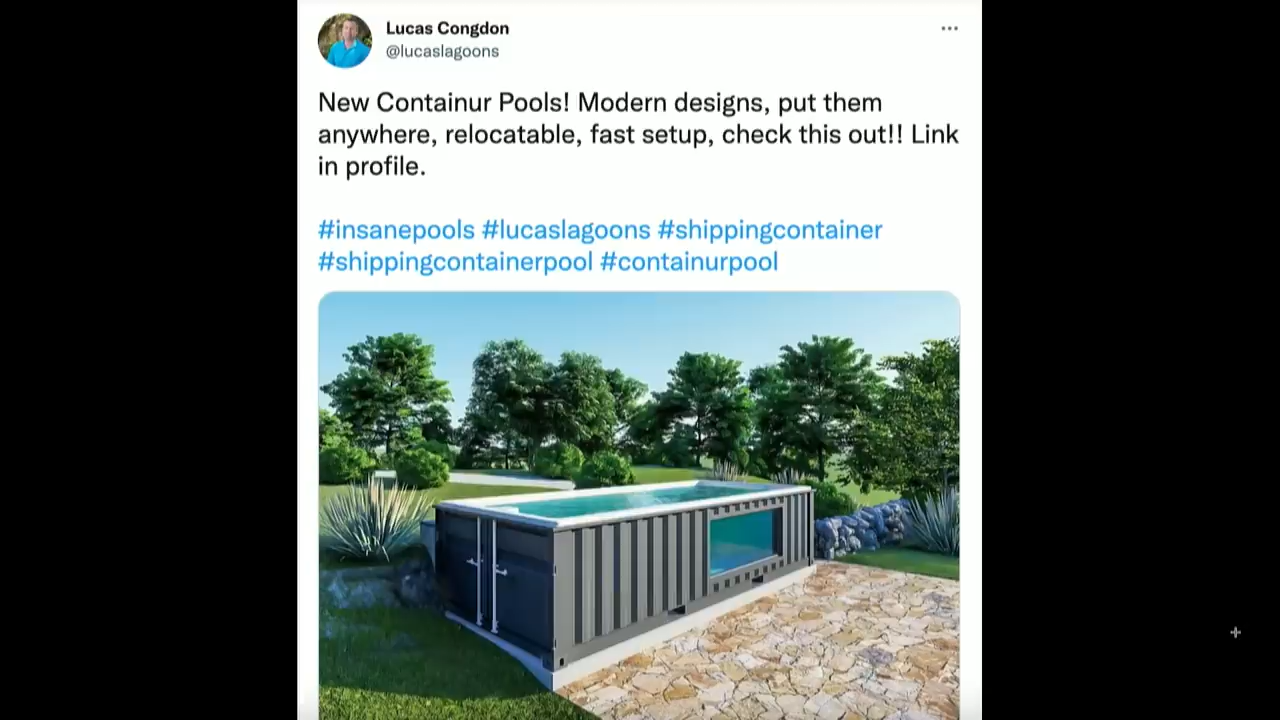 Lucas Congdon
@lucaslagoons
New Containur Pools! Modern designs, put them
anywhere, relocatable, fast setup, check this out!! Link
in profile.
#insanepools #lucaslagoons #shippingcontainer
#shippingcontainerpool #containurpool